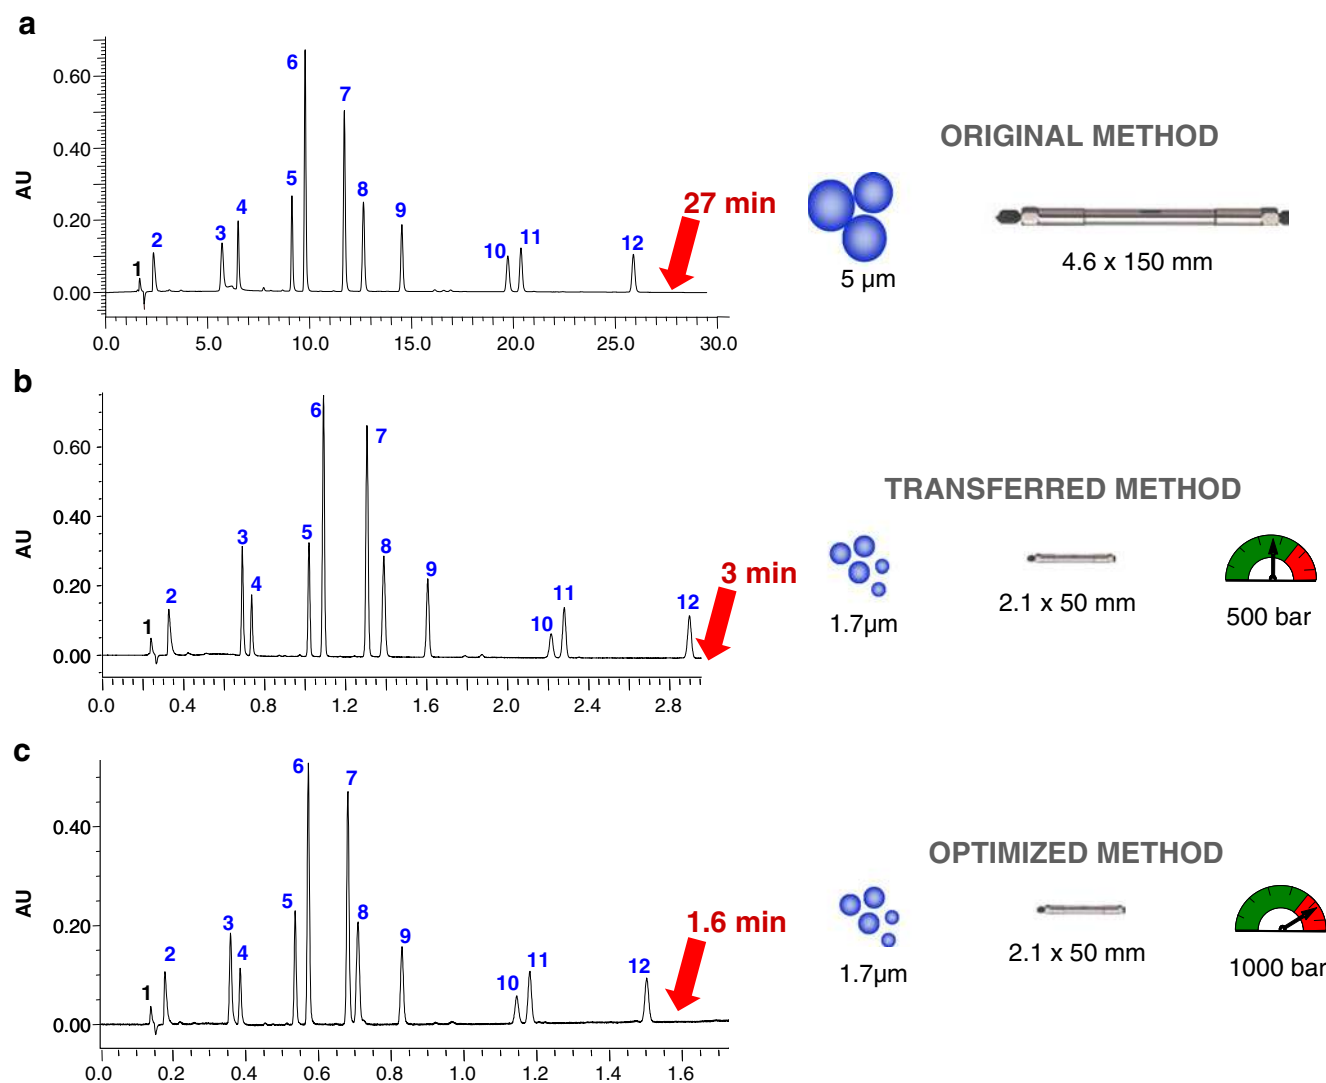 a
AU
0.60
0.40
0.20
0.00
1
2
3
4
5
6
7
8
9
10
11
12
27 min
0.0 5.0 10.0 15.0 20.0 25.0 30.0
ORIGINAL METHOD
5 µm
4.6 x 150 mm
b
AU
0.60
0.40
0.20
0.00
1
2
3
4
5
6
7
8
9
10
11
12
3 min
0.0 0.4 0.8 1.2 1.6 2.0 2.4 2.8
TRANSFERRED METHOD
1.7µm
2.1 x 50 mm
500 bar
c
AU
0.40
0.20
0.00
1
2
3
4
5
6
7
8
9
10
11
12
1.6 min
0.0 0.2 0.4 0.6 0.8 1.0 1.2 1.4 1.6
OPTIMIZED METHOD
1.7µm
2.1 x 50 mm
1000 bar